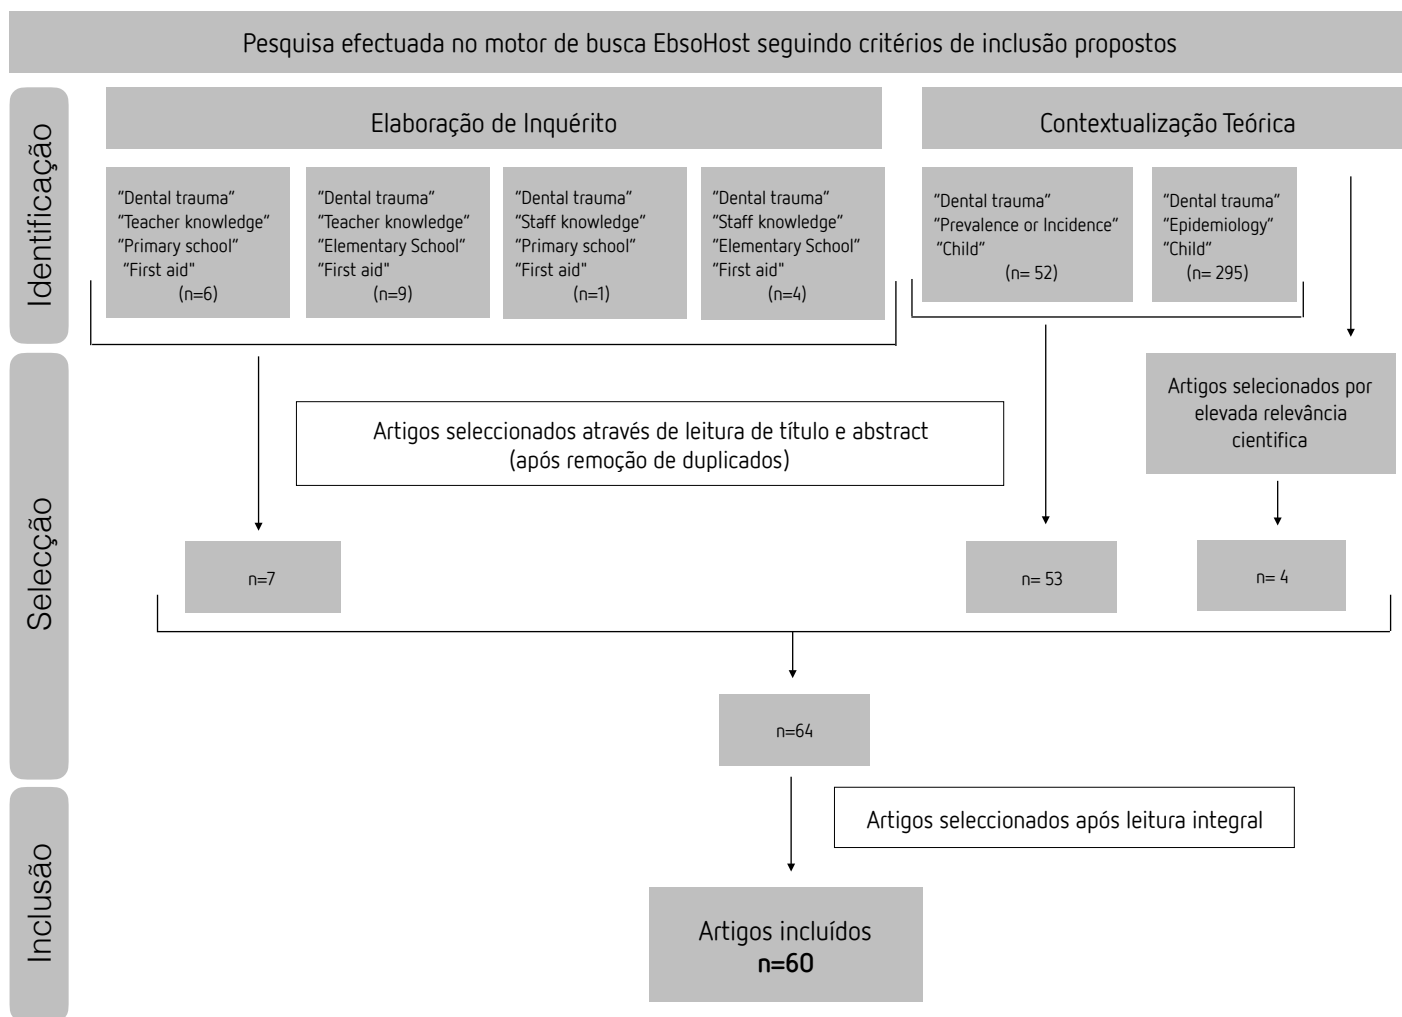 Pesquisa efectuada no motor de busca EbsoHost seguindo critérios de inclusão propostos
Identificação
Elaboração de Inquérito
Contextualização Teórica
“Dental trauma”
“Teacher knowledge”
“Primary school”
“First aid"
(n=6)
“Dental trauma”
“Teacher knowledge”
“Elementary School”
“First aid"
(n=9)
“Dental trauma”
“Staff knowledge”
“Primary school”
“First aid"
(n=1)
“Dental trauma”
“Staff knowledge”
“Elementary School”
“First aid"
(n=4)
“Dental trauma”
“Prevalence or Incidence”
“Child”
(n= 52)
“Dental trauma”
“Epidemiology”
“Child”
(n= 295)
Selecção
Artigos selecionados por
elevada relevância
cientifica
Artigos seleccionados através de leitura de título e abstract
(após remoção de duplicados)
n=7
n= 53
n= 4
n=64
Inclusão
Artigos seleccionados após leitura integral
Artigos incluídos
n=60